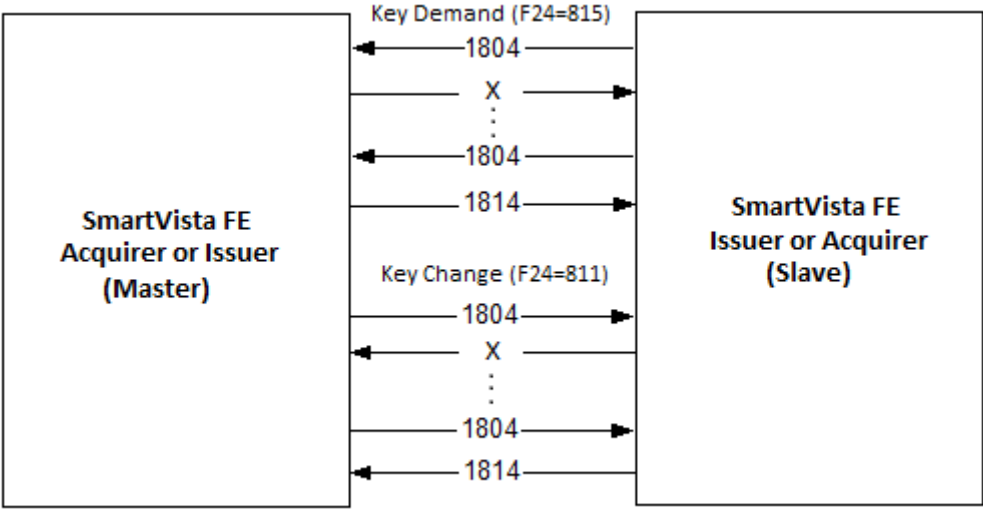 Key Demand (F24=815)
1804
X
1804
1814
SmartVista FE
Acquirer or Issuer
(Master)
SmartVista FE
Issuer or Acquirer
(Slave)
Key Change (F24=811)
1804
X
1804
1814